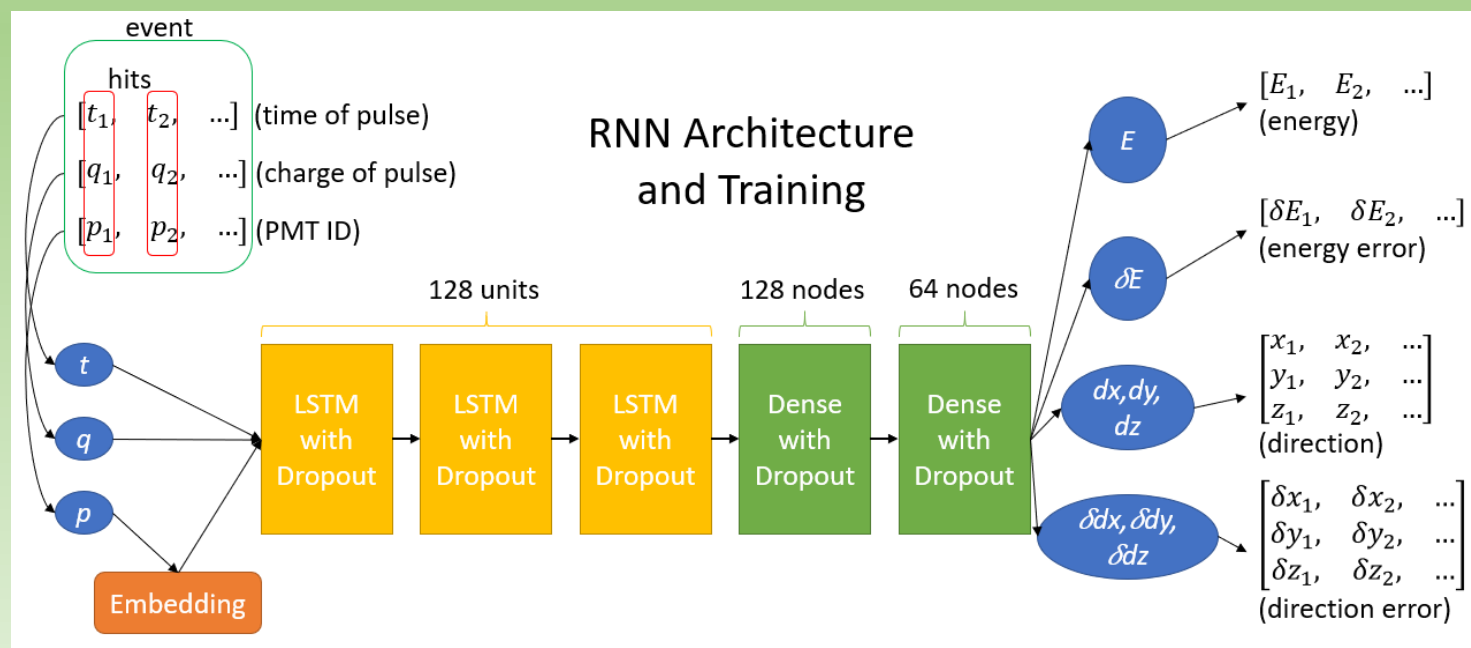 event
hits
[t₁, t₂, …] (time of pulse)
[q₁, q₂, …] (charge of pulse)
[p₁, p₂, …] (PMT ID)
RNN Architecture
and Training
t
q
p
Embedding
128 units
128 nodes
64 nodes
LSTM
with
Dropout
LSTM
with
Dropout
LSTM
with
Dropout
Dense
with
Dropout
Dense
with
Dropout
E
[E₁, E₂, …]
(energy)
δE
[δE₁, δE₂, …]
(energy error)
dx,dy,
dz
x₁, x₂, …
y₁, y₂, …
z₁, z₂, …
(direction)
δdx,δdy,
δdz
δx₁, δx₂, …
δy₁, δy₂, …
δz₁, δz₂, …
(direction error)